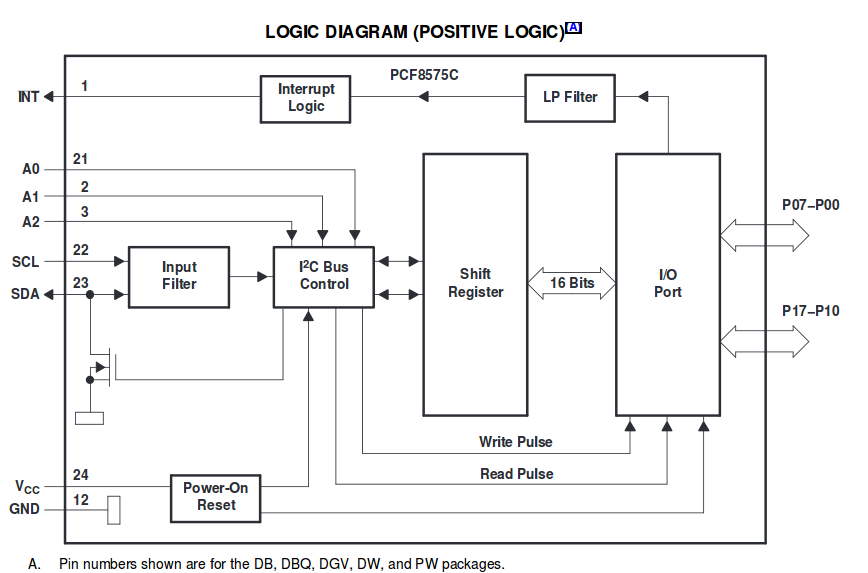 LOGIC DIAGRAM (POSITIVE LOGIC)[A]
PCF8575C
INT
1
Interrupt
Logic
LP Filter
A0
21
A1
2
A2
3
SCL
22
SDA
23
Input
Filter
I²C Bus
Control
Shift
Register
16 Bits
I/O
Port
P07–P00
P17–P10
Write Pulse
Read Pulse
VCC
24
GND
12
Power-On
Reset
A. Pin numbers shown are for the DB, DBQ, DGV, DW, and PW packages.